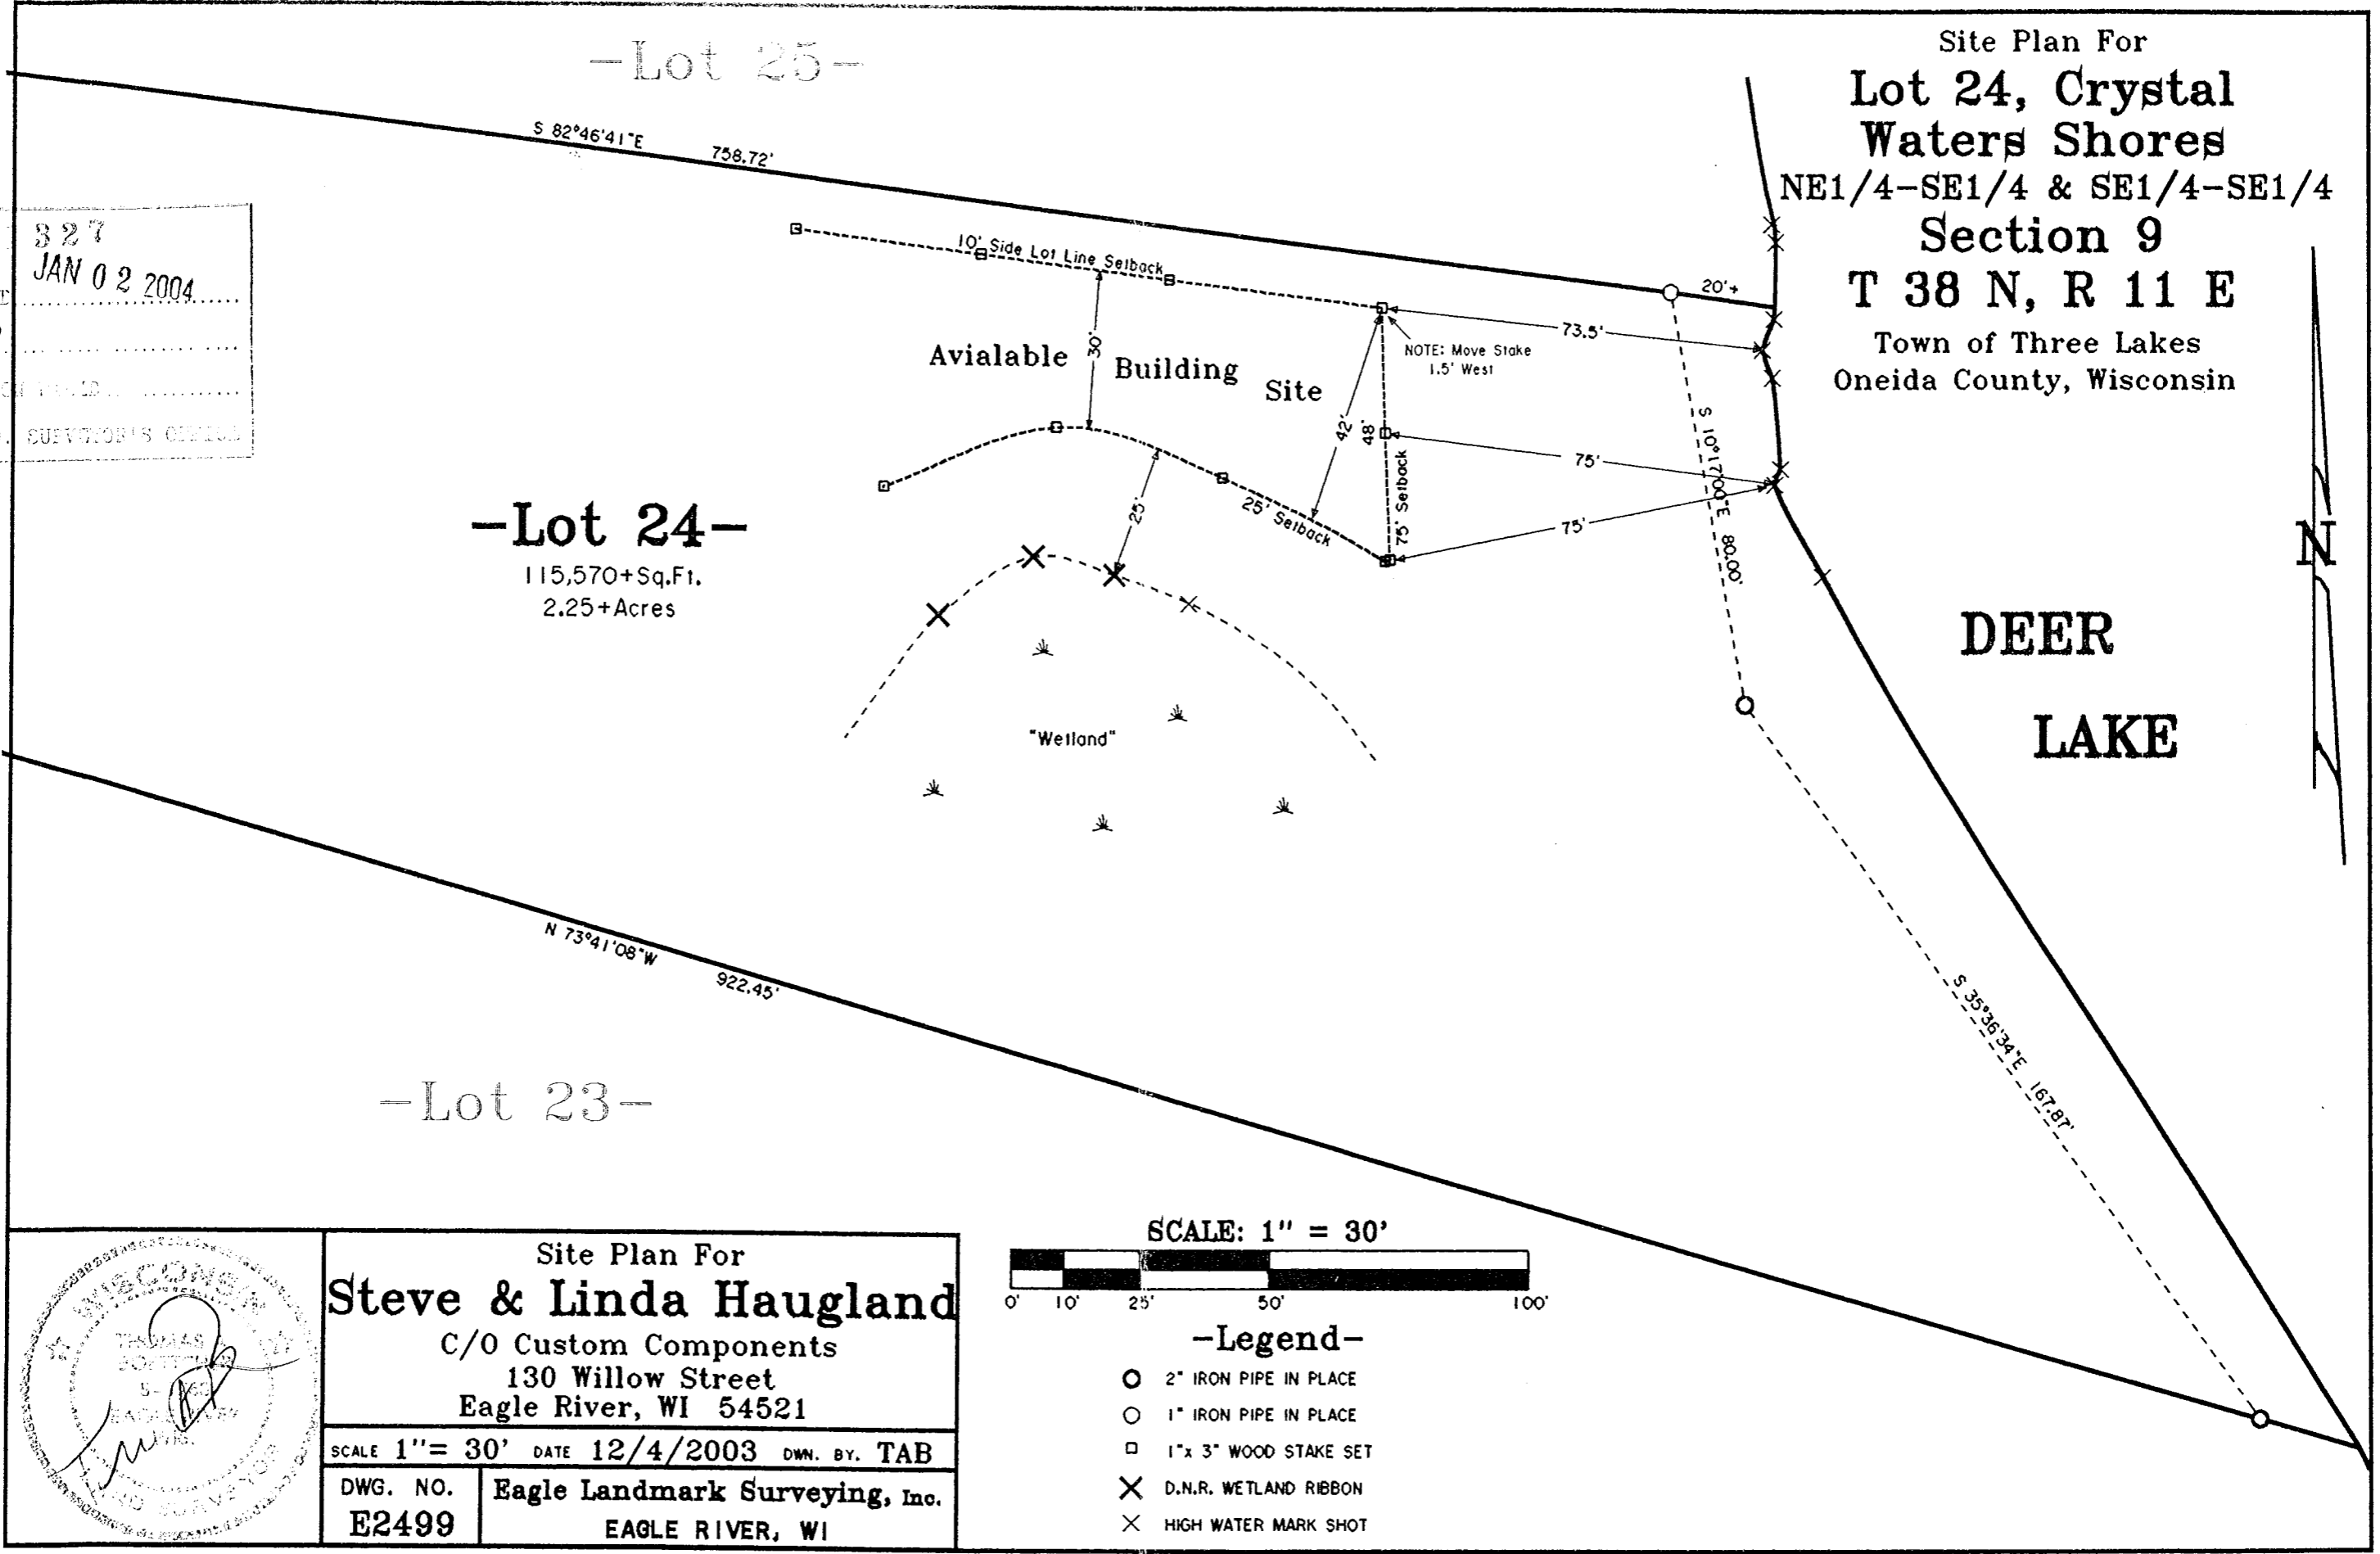 -Lot 25-
Site Plan For
Lot 24, Crystal
Waters Shores
NE1/4-SE1/4 & SE1/4-SE1/4
Section 9
T 38 N, R 11 E
Town of Three Lakes
Oneida County, Wisconsin
S 82°46'41"E 758.72'
327
JAN 02 2004
SURVEYOR'S OFFICE
10' Side Lot Line Setback
20'+
73.5'
NOTE: Move Stake
1.5' West
30'
Avialable Building Site
42'
48'
75' Setback
75'
75'
25' Setback
25'
S 10°17'00"E 80.00'
N
-Lot 24-
115,570+Sq.Ft.
2.25+Acres
DEER
LAKE
"Wetland"
N 73°41'08"W 922.45'
S 35°36'34"E 167.87'
-Lot 23-
WISCONSIN
THOMAS
EAGLE RIVER
WIS.
Site Plan For
Steve & Linda Haugland
C/O Custom Components
130 Willow Street
Eagle River, WI 54521
SCALE 1"= 30' DATE 12/4/2003 DWN. BY. TAB
DWG. NO.
E2499
Eagle Landmark Surveying, Inc.
EAGLE RIVER, WI
SCALE: 1" = 30'
0' 10' 25' 50' 100'
-Legend-
2" IRON PIPE IN PLACE
1" IRON PIPE IN PLACE
1"x 3" WOOD STAKE SET
D.N.R. WETLAND RIBBON
HIGH WATER MARK SHOT